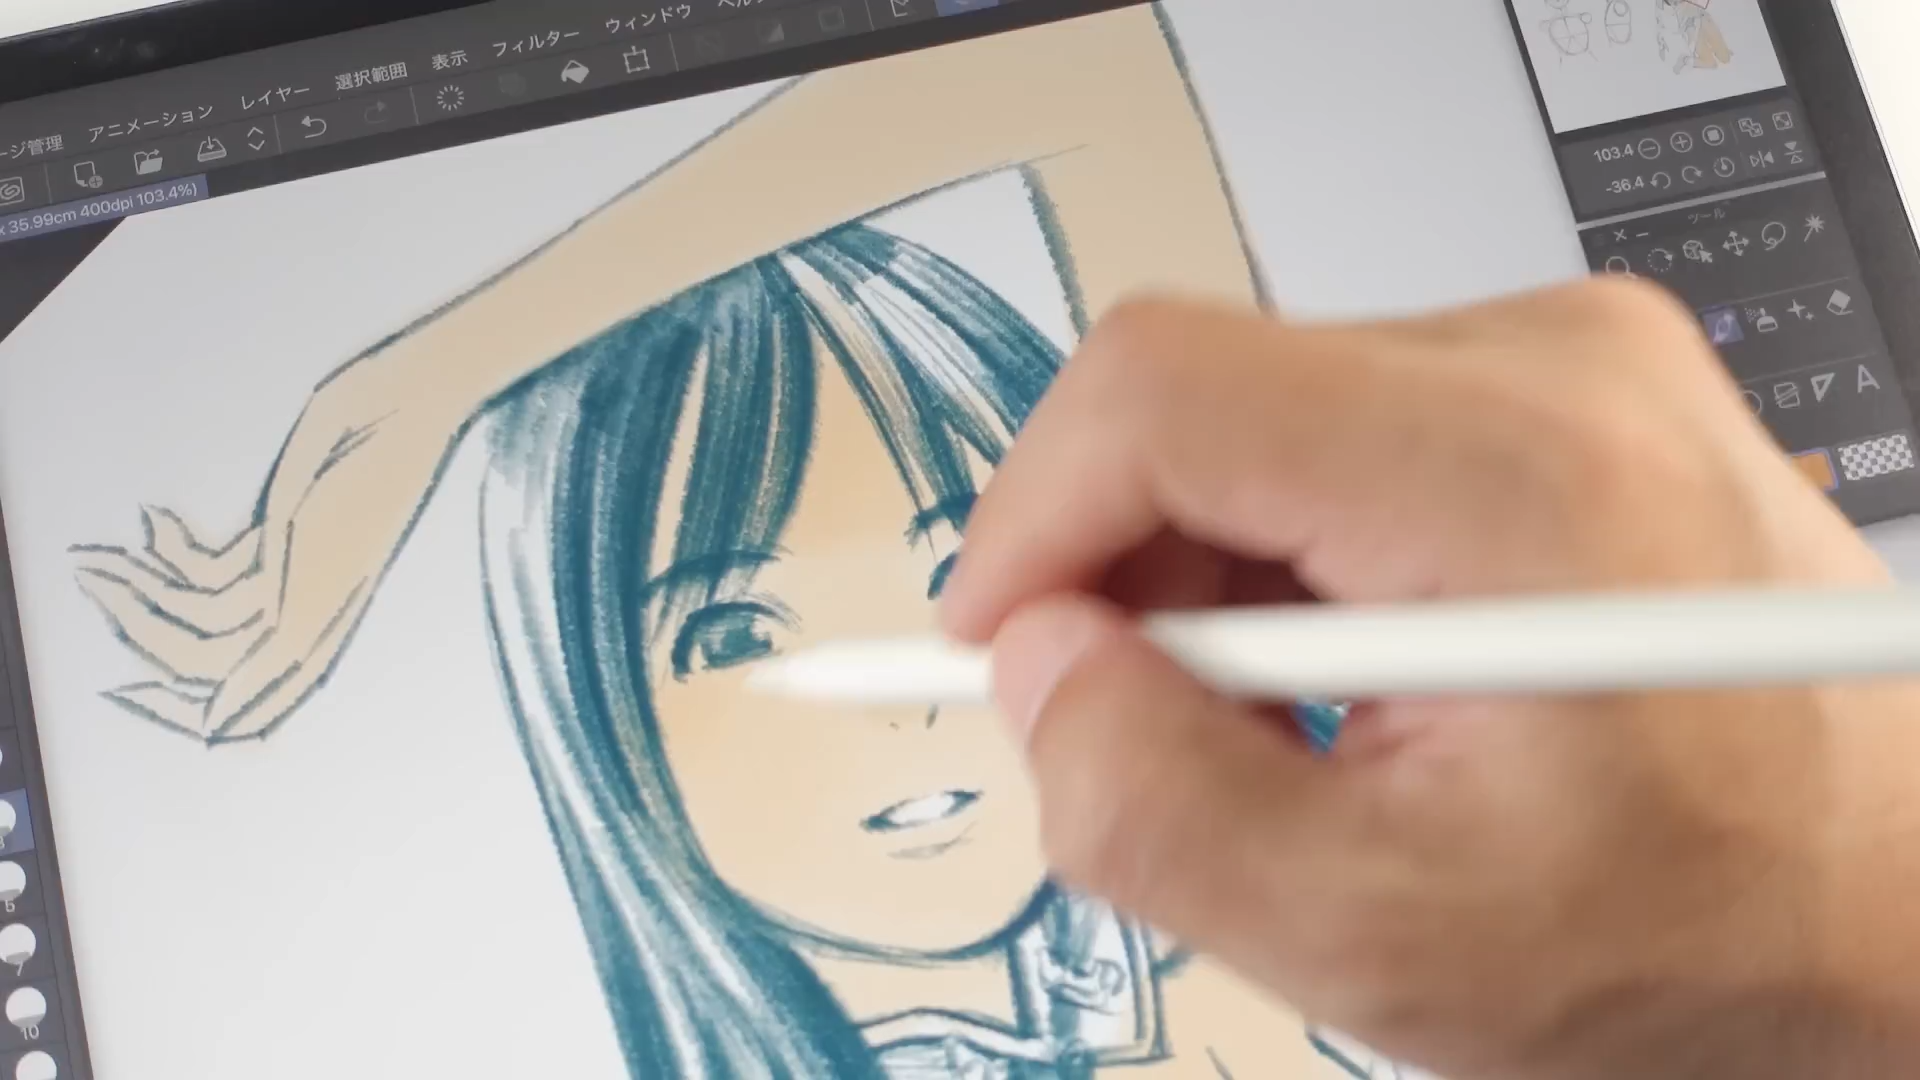 ージ管理 アニメーション レイヤー 選択範囲 表示 フィルター ウィンドウ ヘル
x 35.99cm 400dpi 103.4%)
103.4
-36.4
ツール
A
5
7
10